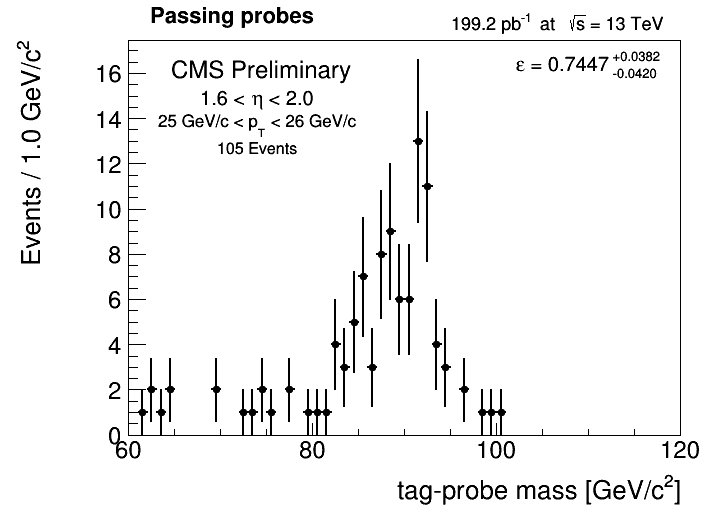 Passing probes
199.2 pb⁻¹ at √s = 13 TeV
CMS Preliminary
1.6 < η < 2.0
25 GeV/c < p_T < 26 GeV/c
105 Events
ε = 0.7447 +0.0382 -0.0420
Events / 1.0 GeV/c²
16
14
12
10
8
6
4
2
0
60 80 100 120
tag-probe mass [GeV/c²]